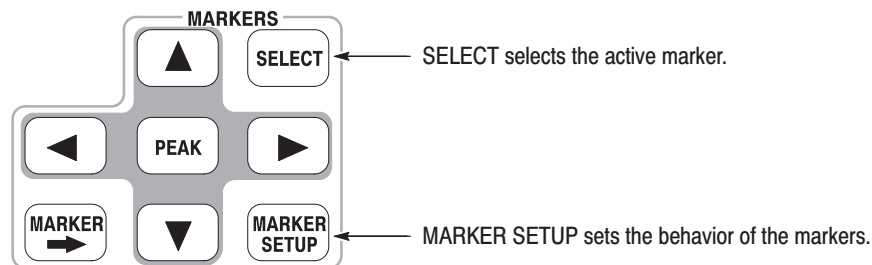 MARKERS
SELECT
SELECT selects the active marker.
PEAK
MARKER
MARKER
SETUP
MARKER SETUP sets the behavior of the markers.